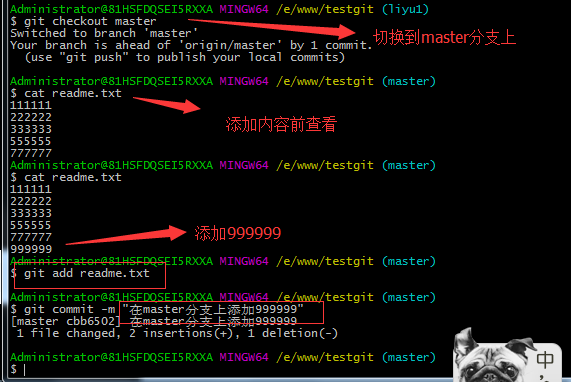 Administrator@81HSFDQSEI5RXXA MINGW64 /e/www/testgit (liyu1)
$ git checkout master
Switched to branch 'master'
Your branch is ahead of 'origin/master' by 1 commit.
(use "git push" to publish your local commits)
切换到master分支上
Administrator@81HSFDQSEI5RXXA MINGW64 /e/www/testgit (master)
$ cat readme.txt
111111
222222
333333
555555
777777
添加内容前查看
Administrator@81HSFDQSEI5RXXA MINGW64 /e/www/testgit (master)
$ cat readme.txt
111111
222222
333333
555555
777777
999999
添加999999
Administrator@81HSFDQSEI5RXXA MINGW64 /e/www/testgit (master)
$ git add readme.txt
Administrator@81HSFDQSEI5RXXA MINGW64 /e/www/testgit (master)
$ git commit -m "在master分支上添加999999"
[master cbb6502] 在master分支上添加999999
1 file changed, 2 insertions(+), 1 deletion(-)
Administrator@81HSFDQSEI5RXXA MINGW64 /e/www/testgit (master)
$
中